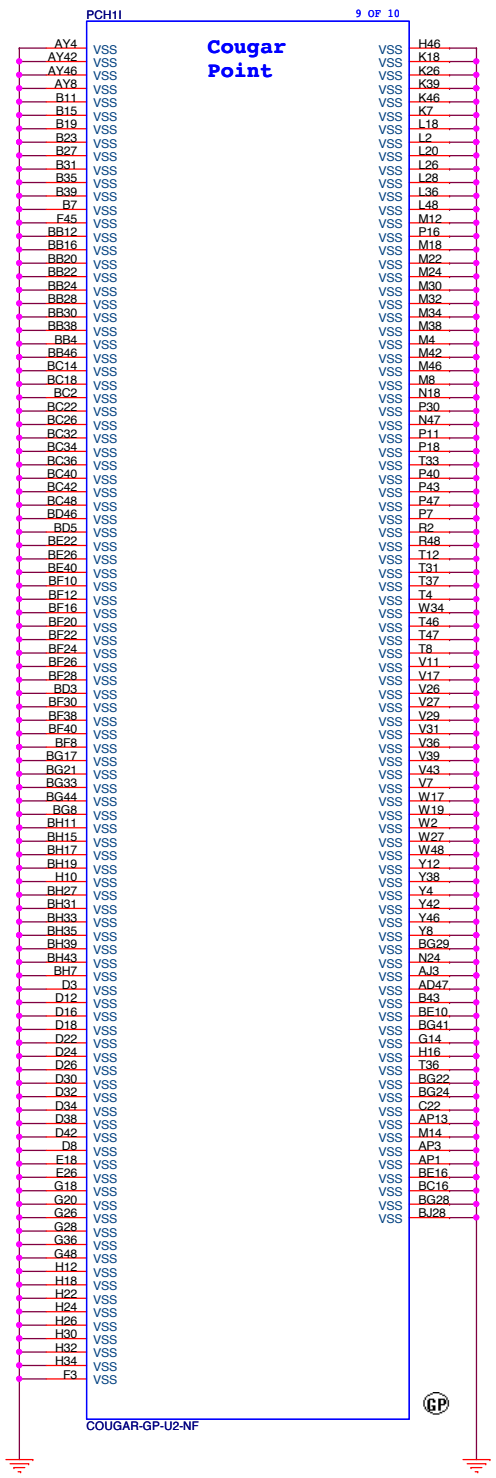 PCH1I 9 OF 10
Cougar
Point
AY4 VSS VSS H46
AY42 VSS VSS K18
AY46 VSS VSS K26
AY8 VSS VSS K39
B11 VSS VSS K46
B15 VSS VSS K7
B19 VSS VSS L18
B23 VSS VSS L2
B27 VSS VSS L20
B31 VSS VSS L26
B35 VSS VSS L28
B39 VSS VSS L36
B7 VSS VSS L48
F45 VSS VSS M12
BB12 VSS VSS P16
BB16 VSS VSS M18
BB20 VSS VSS M22
BB22 VSS VSS M24
BB24 VSS VSS M30
BB28 VSS VSS M32
BB30 VSS VSS M34
BB38 VSS VSS M38
BB4 VSS VSS M4
BB46 VSS VSS M42
BC14 VSS VSS M46
BC18 VSS VSS M8
BC2 VSS VSS N18
BC22 VSS VSS P30
BC26 VSS VSS N47
BC32 VSS VSS P11
BC34 VSS VSS P18
BC36 VSS VSS T33
BC40 VSS VSS P40
BC42 VSS VSS P43
BC48 VSS VSS P47
BD46 VSS VSS P7
BD5 VSS VSS R2
BE22 VSS VSS R48
BE26 VSS VSS T12
BE40 VSS VSS T31
BF10 VSS VSS T37
BF12 VSS VSS T4
BF16 VSS VSS W34
BF20 VSS VSS T46
BF22 VSS VSS T47
BF24 VSS VSS T8
BF26 VSS VSS V11
BF28 VSS VSS V17
BD3 VSS VSS V26
BF30 VSS VSS V27
BF38 VSS VSS V29
BF40 VSS VSS V31
BF8 VSS VSS V36
BG17 VSS VSS V39
BG21 VSS VSS V43
BG33 VSS VSS V7
BG44 VSS VSS W17
BG8 VSS VSS W19
BH11 VSS VSS W2
BH15 VSS VSS W27
BH17 VSS VSS W48
BH19 VSS VSS Y12
H10 VSS VSS Y38
BH27 VSS VSS Y4
BH31 VSS VSS Y42
BH33 VSS VSS Y46
BH35 VSS VSS Y8
BH39 VSS VSS BG29
BH43 VSS VSS N24
BH7 VSS VSS AJ3
D3 VSS VSS AD47
D12 VSS VSS B43
D16 VSS VSS BE10
D18 VSS VSS BG41
D22 VSS VSS G14
D24 VSS VSS H16
D26 VSS VSS T36
D30 VSS VSS BG22
D32 VSS VSS BG24
D34 VSS VSS C22
D38 VSS VSS AP13
D42 VSS VSS M14
D8 VSS VSS AP3
E18 VSS VSS AP1
E26 VSS VSS BE16
G18 VSS VSS BC16
G20 VSS VSS BG28
G26 VSS VSS BJ28
G28 VSS
G36 VSS
G48 VSS
H12 VSS
H18 VSS
H22 VSS
H24 VSS
H26 VSS
H30 VSS
H32 VSS
H34 VSS
F3 VSS
GP
COUGAR-GP-U2-NF